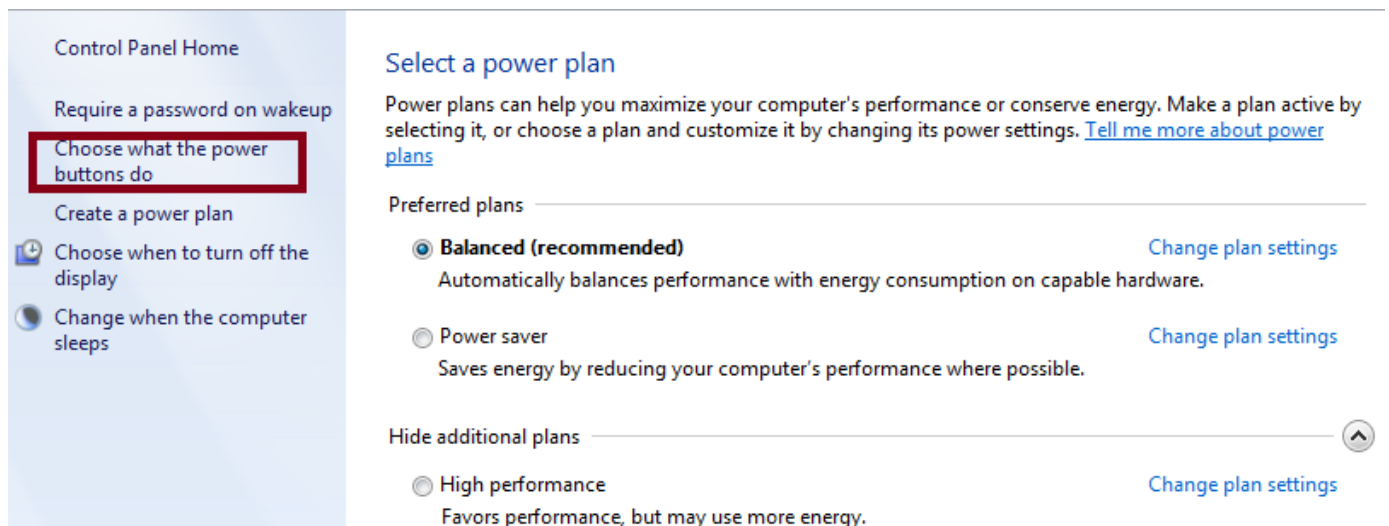 Control Panel Home
Require a password on wakeup
Choose what the power
buttons do
Create a power plan
Choose when to turn off the
display
Change when the computer
sleeps
Select a power plan
Power plans can help you maximize your computer's performance or conserve energy. Make a plan active by
selecting it, or choose a plan and customize it by changing its power settings. Tell me more about power
plans
Preferred plans
Balanced (recommended) Change plan settings
Automatically balances performance with energy consumption on capable hardware.
Power saver Change plan settings
Saves energy by reducing your computer's performance where possible.
Hide additional plans
High performance Change plan settings
Favors performance, but may use more energy.